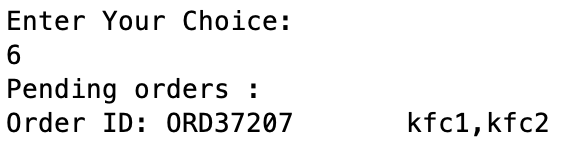 Enter Your Choice:
6
Pending orders :
Order ID: ORD37207       kfc1,kfc2